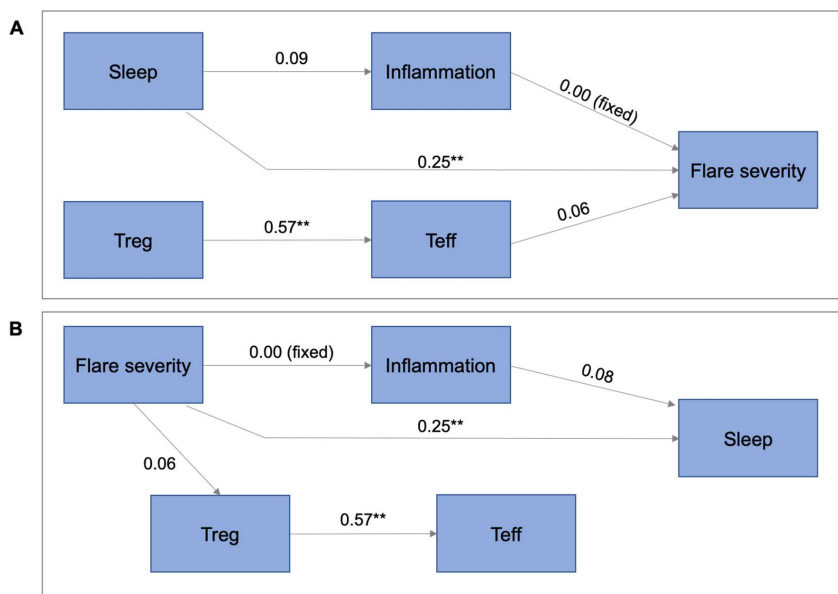 A
Sleep
0.09
Inflammation
0.00 (fixed)
0.25**
Flare severity
Treg
0.57**
Teff
0.06
B
Flare severity
0.00 (fixed)
Inflammation
0.08
0.25**
Sleep
0.06
Treg
0.57**
Teff